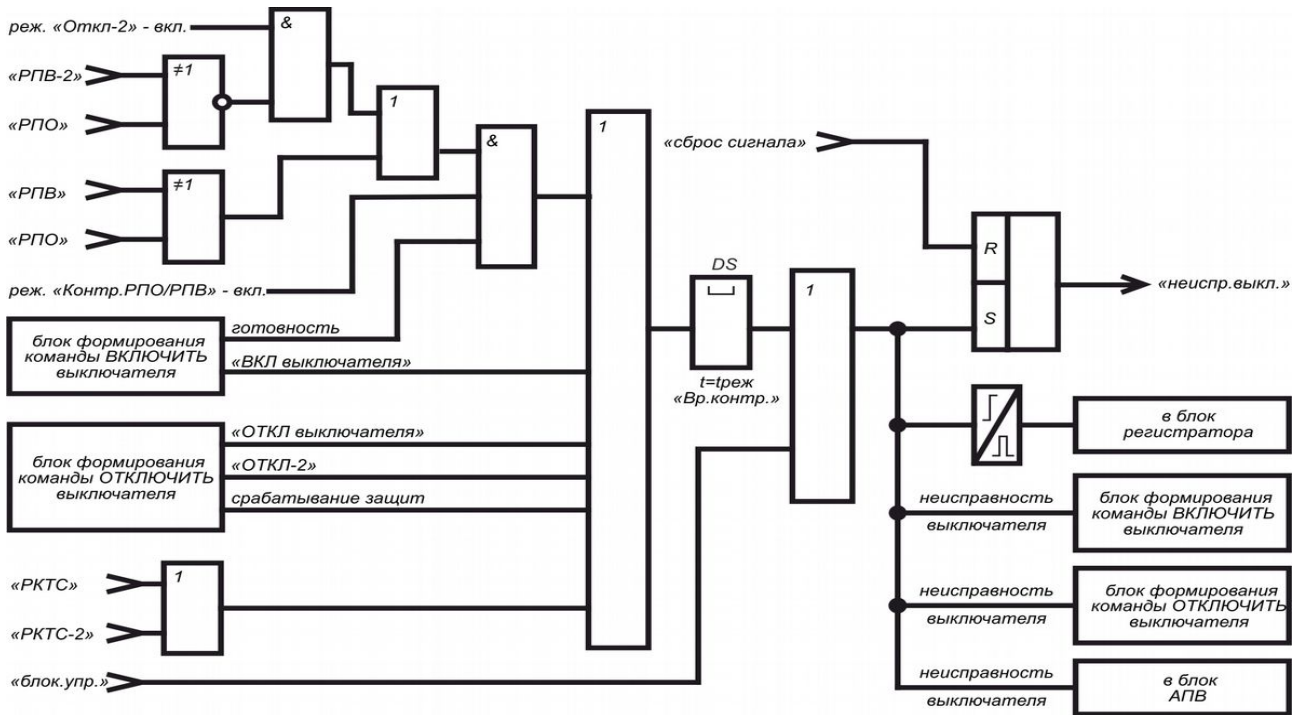 реж. «Откл-2» - вкл.
&
«РПВ-2»
≠1
«РПО»
1
&
1
«сброс сигнала»
«РПВ»
≠1
«РПО»
R
S
«неиспр.выкл.»
DS
1
реж. «Контр.РПО/РПВ» - вкл.
блок формирования
команды ВКЛЮЧИТЬ
выключателя
готовность
«ВКЛ выключателя»
t=tреж
«Вр.контр.»
блок формирования
команды ОТКЛЮЧИТЬ
выключателя
«ОТКЛ выключателя»
«ОТКЛ-2»
срабатывание защит
в блок
регистратора
неисправность
выключателя
блок формирования
команды ВКЛЮЧИТЬ
выключателя
«РКТС»
1
«РКТС-2»
неисправность
выключателя
блок формирования
команды ОТКЛЮЧИТЬ
выключателя
«блок.упр.»
неисправность
выключателя
в блок
АПВ